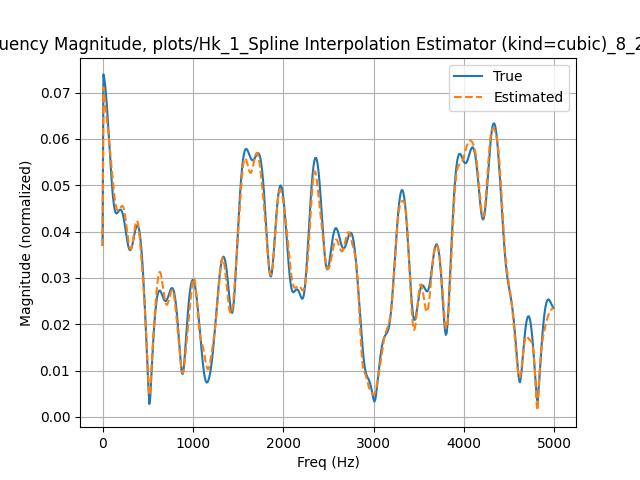 uency Magnitude, plots/Hk_1_Spline Interpolation Estimator (kind=cubic)_8_2
True
Estimated
0.07
0.06
0.05
0.04
0.03
0.02
0.01
0.00
Magnitude (normalized)
0
1000
2000
3000
4000
5000
Freq (Hz)